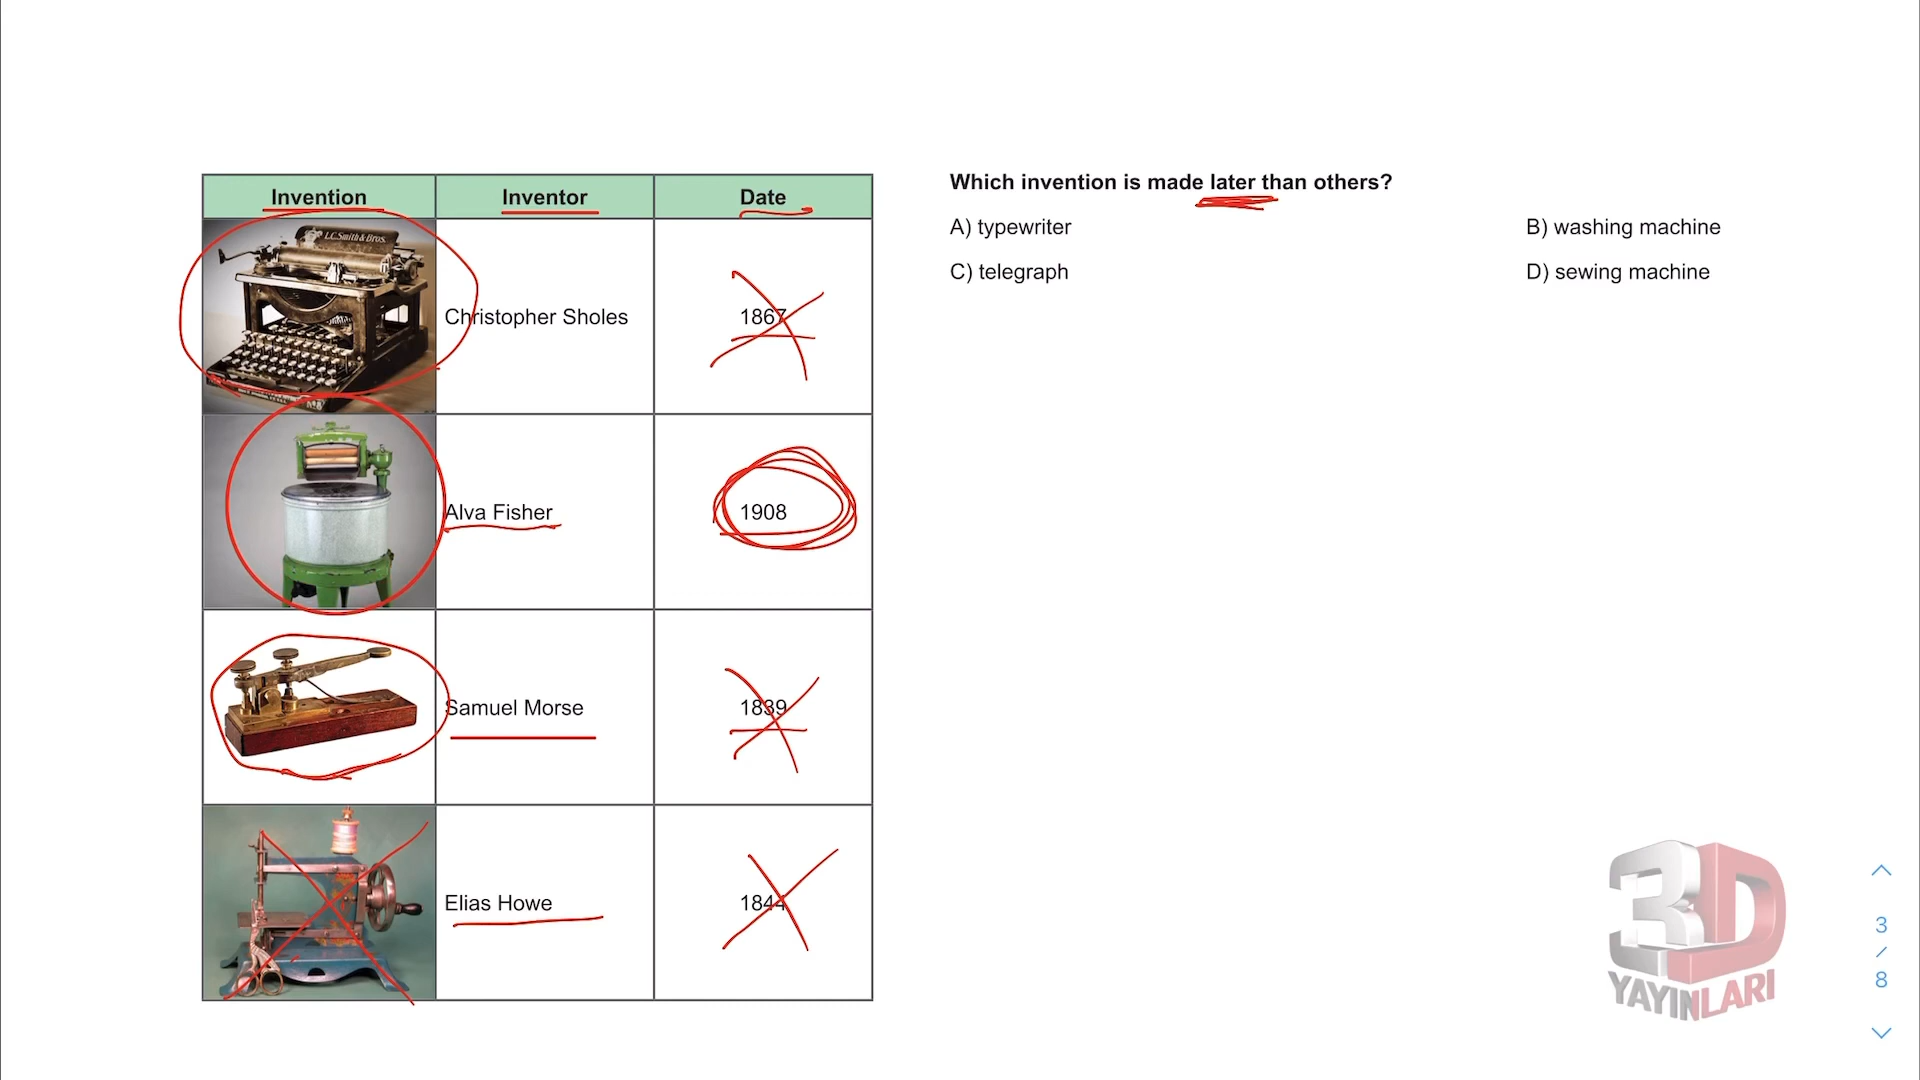 Invention Inventor Date
L.C. Smith & Bros.
Christopher Sholes 1867
Alva Fisher 1908
Samuel Morse 1839
Elias Howe 1844
Which invention is made later than others?
A) typewriter B) washing machine
C) telegraph D) sewing machine
3D
YAYINLARI
3
/
8